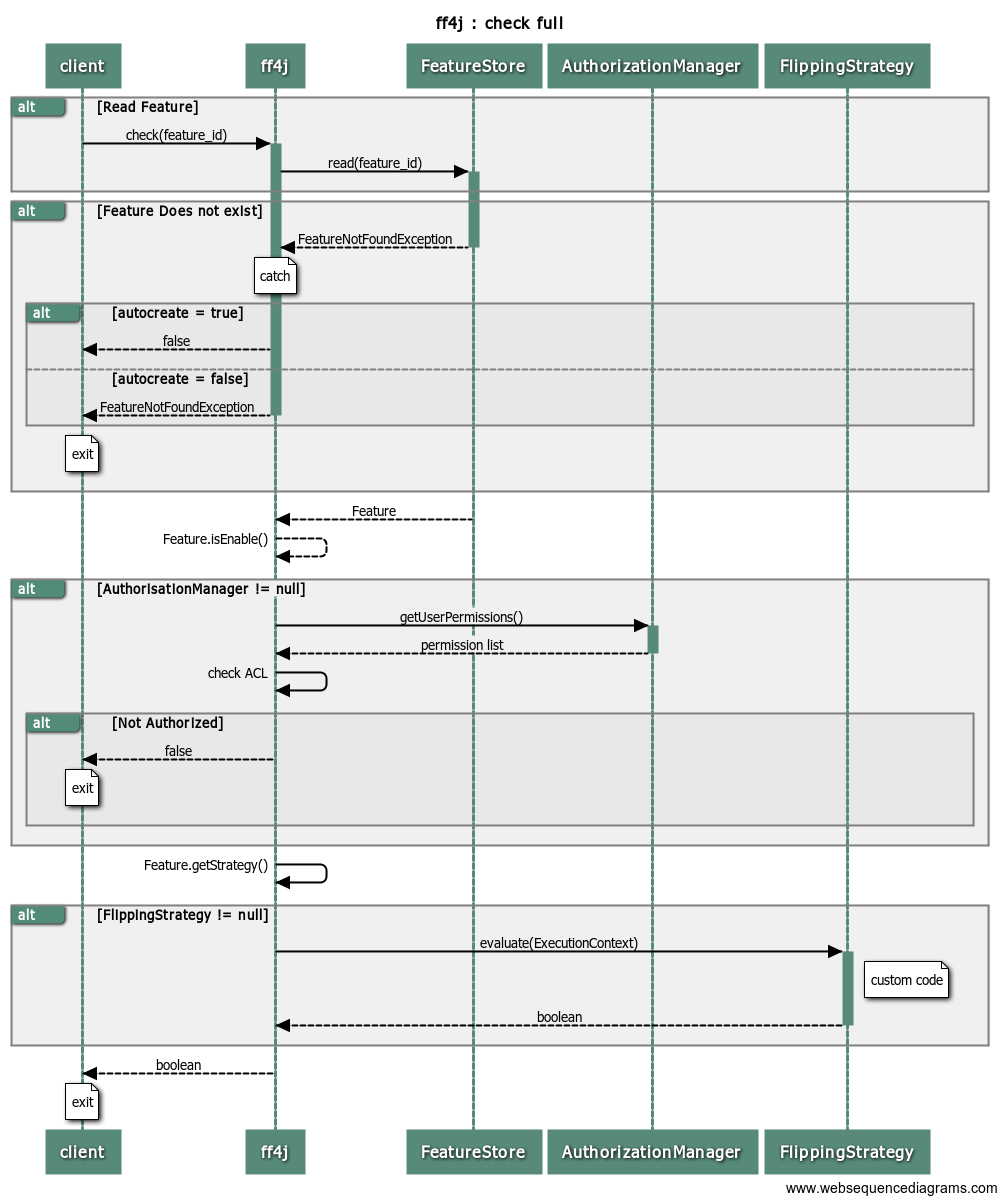 ff4j : check full
client
ff4j
FeatureStore
AuthorizationManager
FlippingStrategy
alt [Read Feature]
check(feature_id)
read(feature_id)
alt [Feature Does not exist]
FeatureNotFoundException
catch
alt [autocreate = true]
false
[autocreate = false]
FeatureNotFoundException
exit
Feature
Feature.isEnable()
alt [AuthorisationManager != null]
getUserPermissions()
permission list
check ACL
alt [Not Authorized]
false
exit
Feature.getStrategy()
alt [FlippingStrategy != null]
evaluate(ExecutionContext)
custom code
boolean
boolean
exit
client
ff4j
FeatureStore
AuthorizationManager
FlippingStrategy
www.websequencediagrams.com